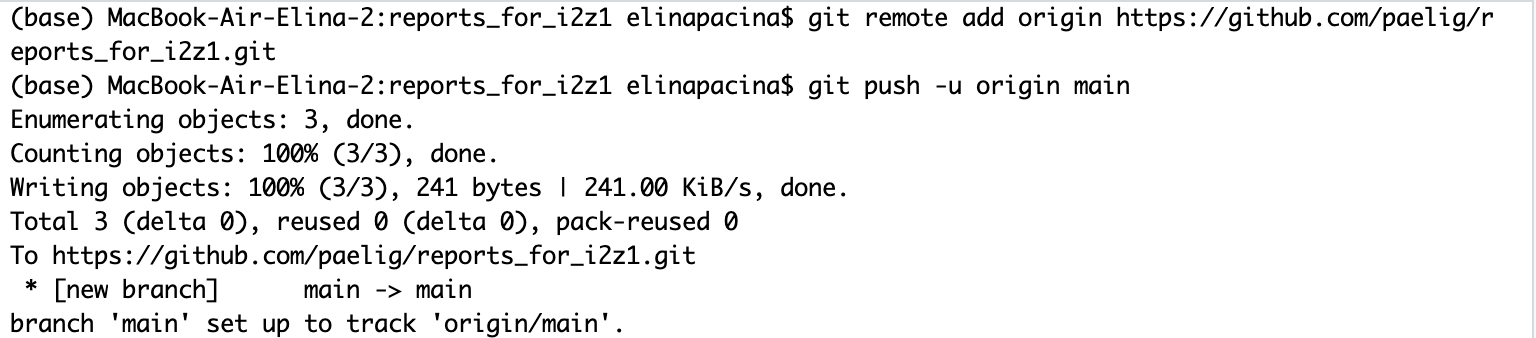 (base) MacBook-Air-Elina-2:reports_for_i2z1 elinapacina$ git remote add origin https://github.com/paelig/r
eports_for_i2z1.git
(base) MacBook-Air-Elina-2:reports_for_i2z1 elinapacina$ git push -u origin main
Enumerating objects: 3, done.
Counting objects: 100% (3/3), done.
Writing objects: 100% (3/3), 241 bytes | 241.00 KiB/s, done.
Total 3 (delta 0), reused 0 (delta 0), pack-reused 0
To https://github.com/paelig/reports_for_i2z1.git
 * [new branch]      main -> main
branch 'main' set up to track 'origin/main'.